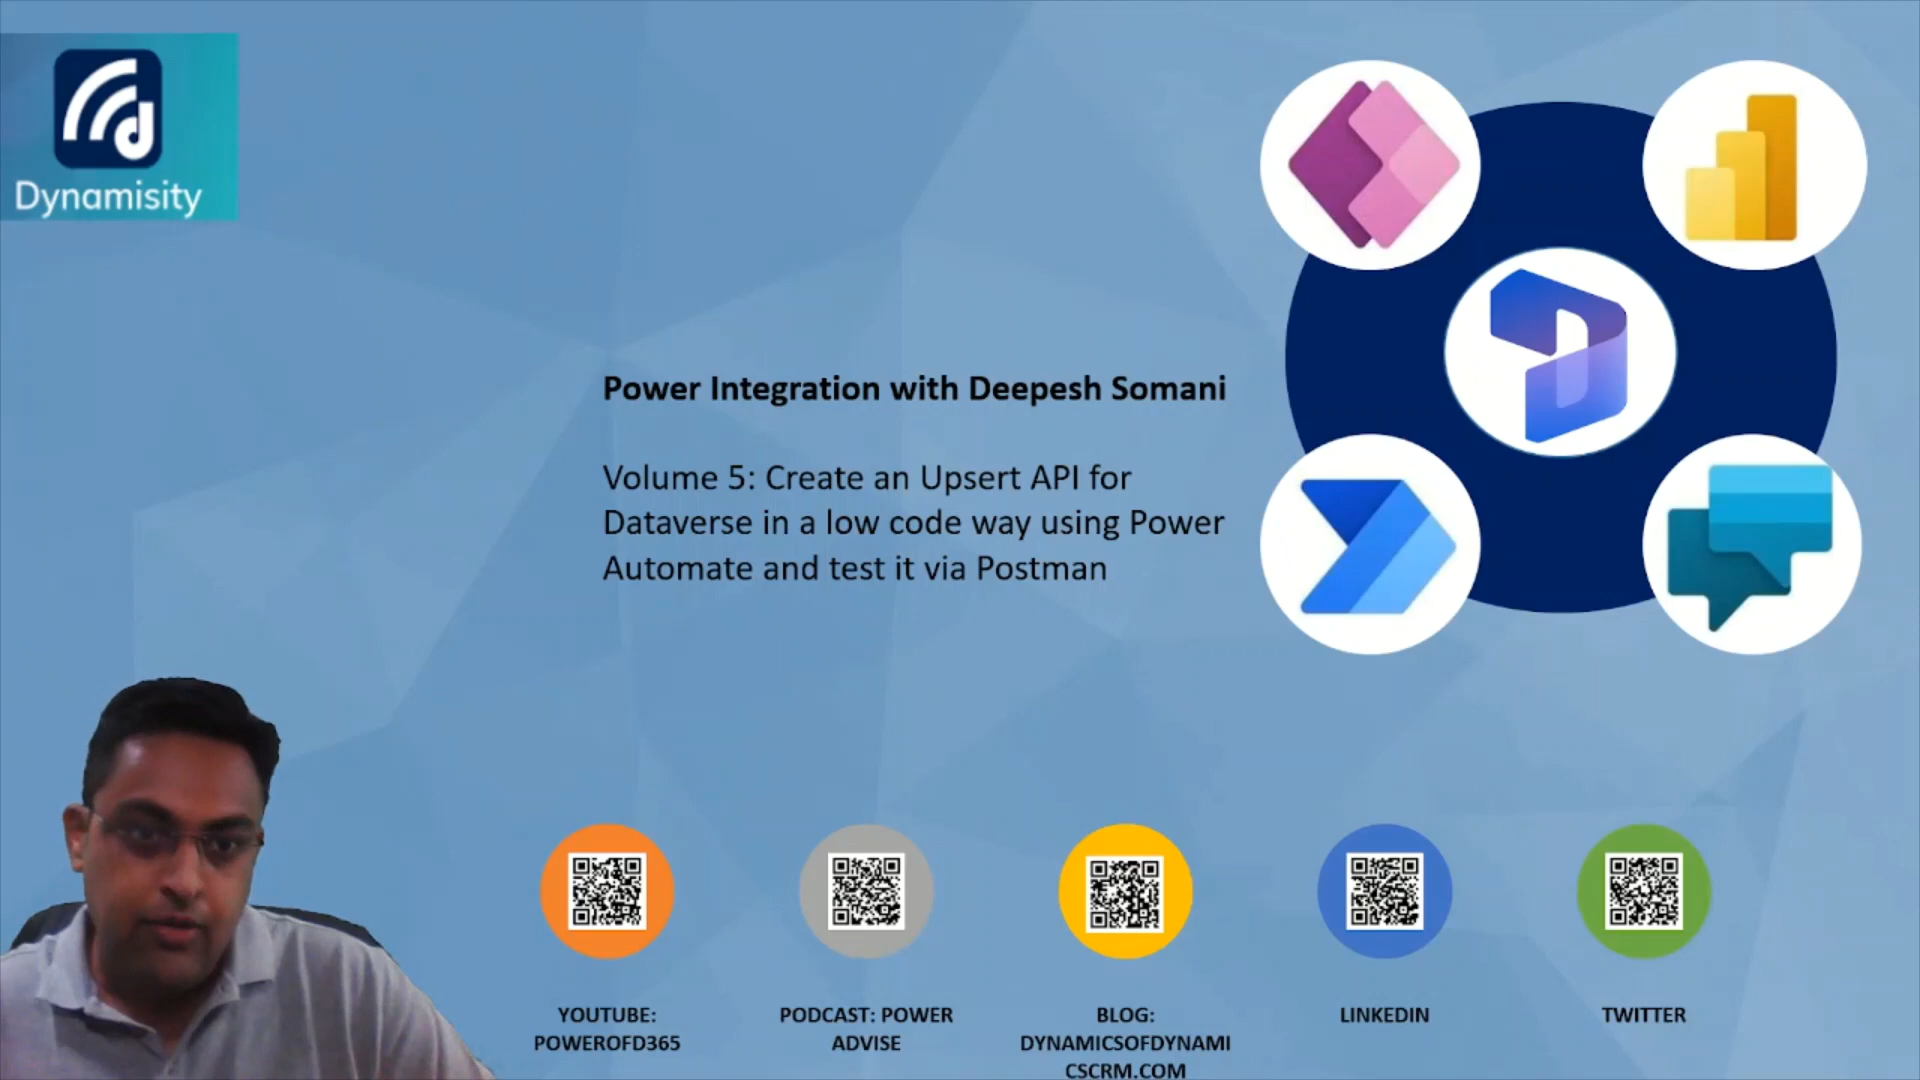 Dynamisity
Power Integration with Deepesh Somani
Volume 5: Create an Upsert API for
Dataverse in a low code way using Power
Automate and test it via Postman
YOUTUBE:
POWEROFD365
PODCAST: POWER
ADVISE
BLOG:
DYNAMICSOFDYNAMI
CSCRM.COM
LINKEDIN
TWITTER